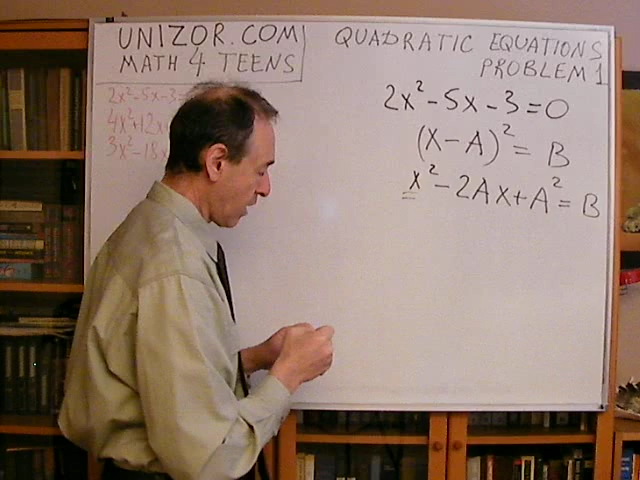 UNIZOR.COM
MATH 4 TEENS
QUADRATIC EQUATIONS
PROBLEM 1
2x²-5x-3=
4x²+12x
3x²-18x
2x²-5x-3=0
(x-A)²=B
x²-2Ax+A²=B